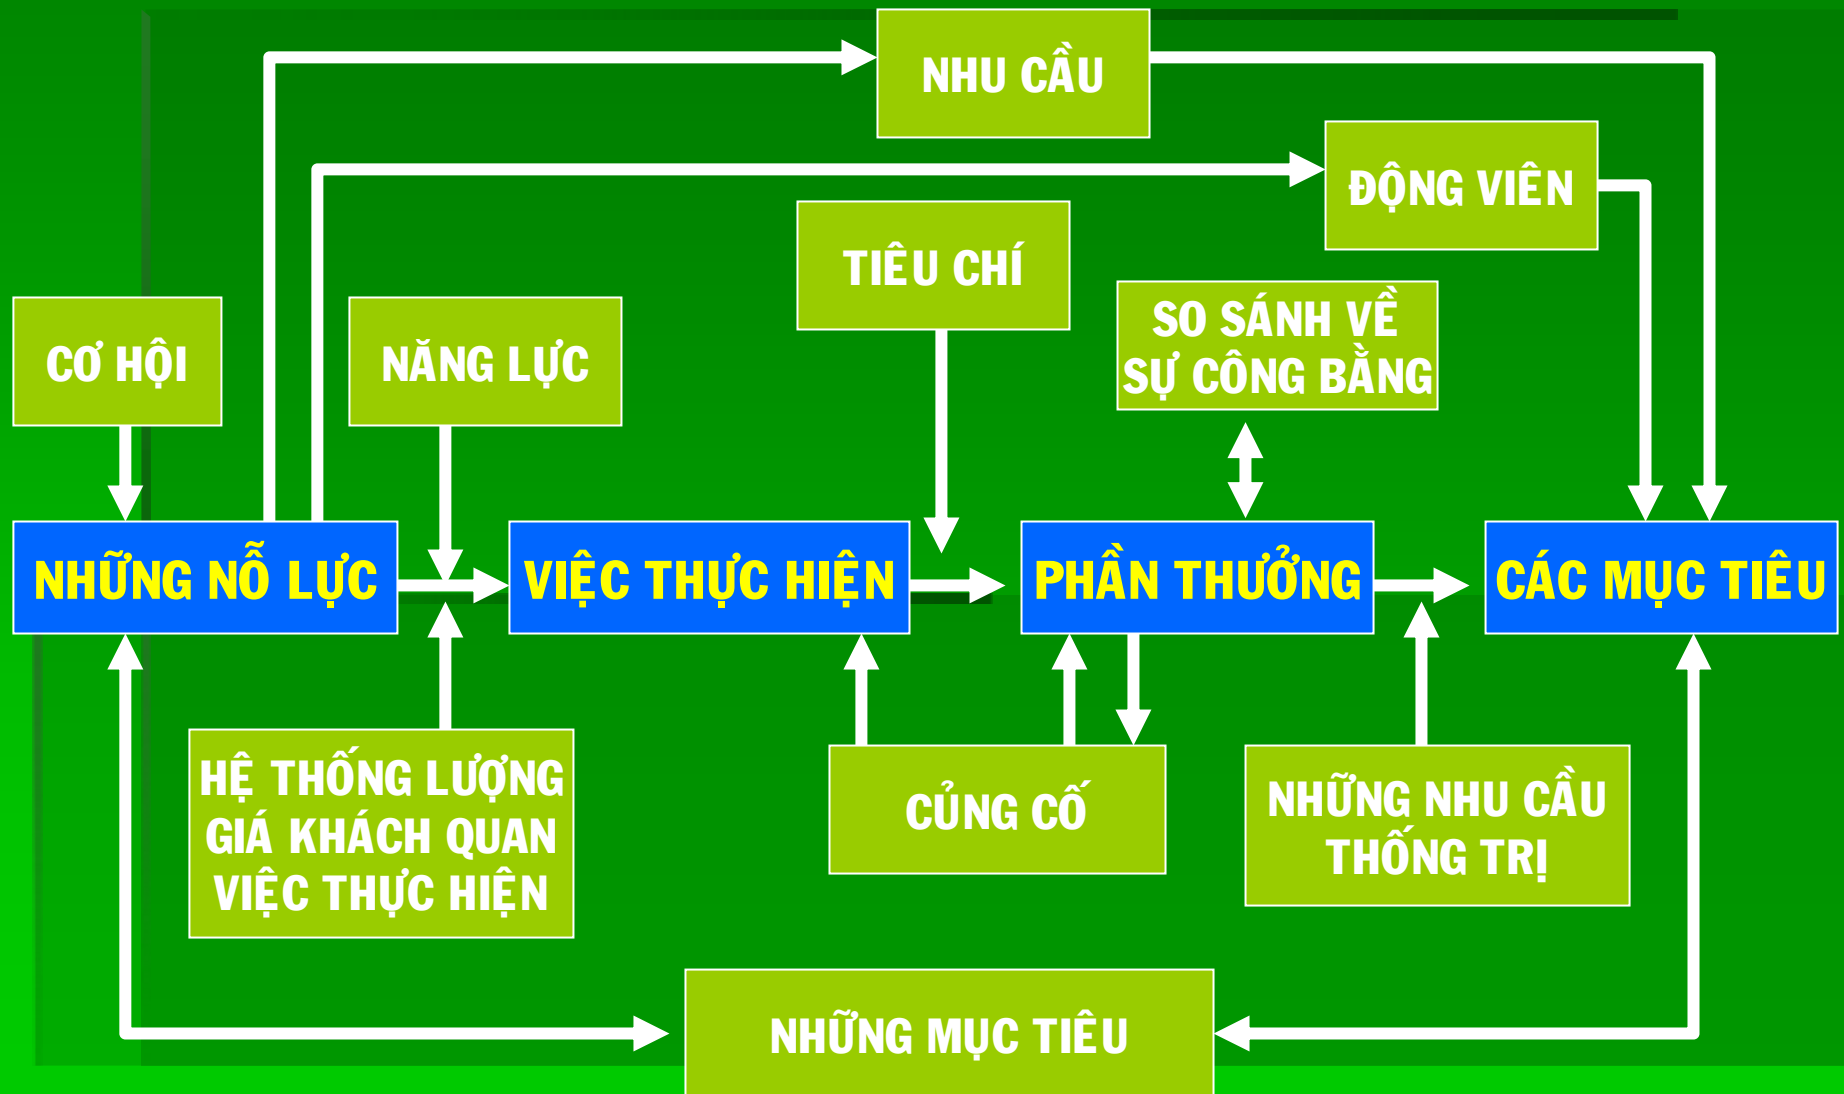 NHU CẦU
ĐỘNG VIÊN
TIÊU CHÍ
SO SÁNH VỀ
SỰ CÔNG BẰNG
CƠ HỘI
NĂNG LỰC
NHỮNG NỖ LỰC
VIỆC THỰC HIỆN
PHẦN THƯỞNG
CÁC MỤC TIÊU
HỆ THỐNG LƯỢNG
GIÁ KHÁCH QUAN
VIỆC THỰC HIỆN
CỦNG CỐ
NHỮNG NHU CẦU
THỐNG TRỊ
NHỮNG MỤC TIÊU